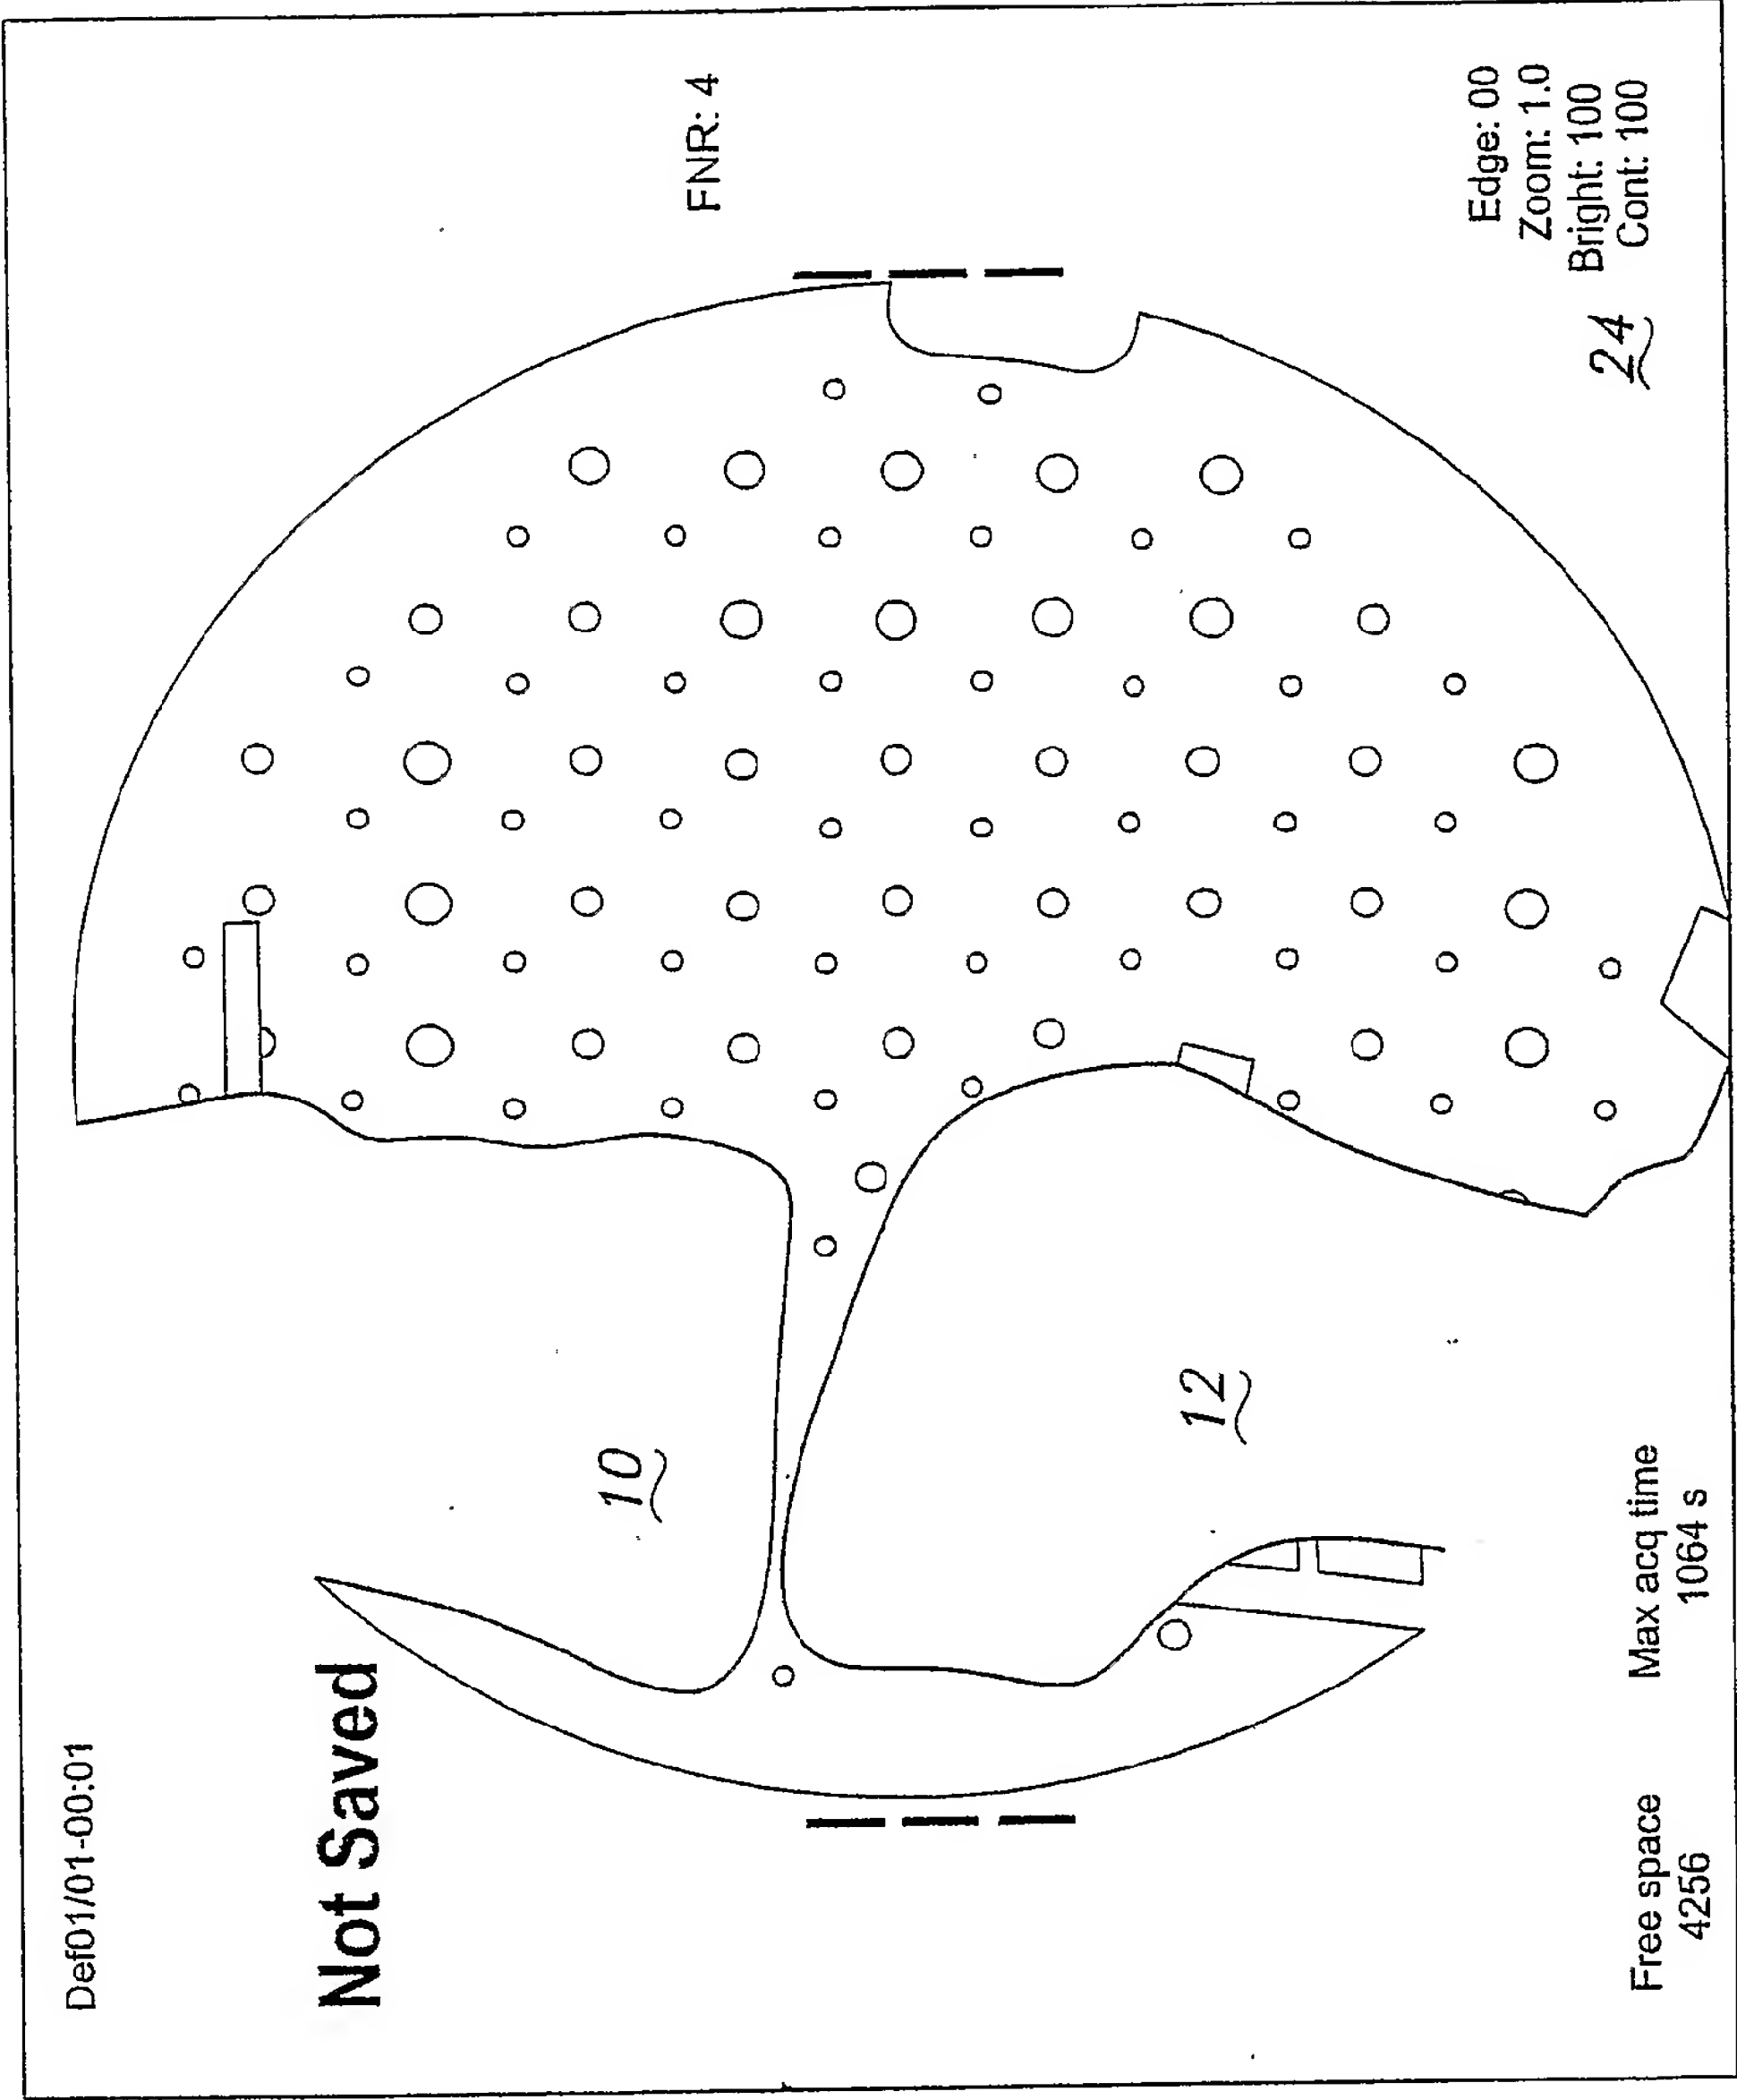 Def01/01-00:01
Not Saved
FNR: 4
10
12
24
Edge: 00
Zoom: 1.0
Bright: 100
Cont: 100
Free space
4256
Max acq time
1064 s